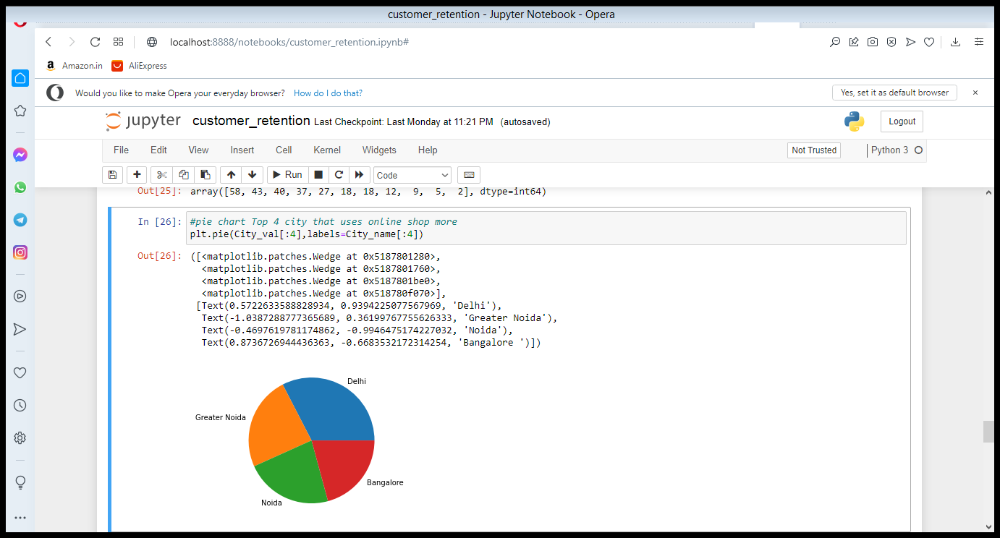 customer_retention - Jupyter Notebook - Opera
localhost:8888/notebooks/customer_retention.ipynb#
Amazon.in AliExpress
Would you like to make Opera your everyday browser? How do I do that? Yes, set it as default browser
jupyter customer_retention Last Checkpoint: Last Monday at 11:21 PM (autosaved) Logout
File Edit View Insert Cell Kernel Widgets Help Not Trusted Python 3
Run Code
Out[25]: array([58, 43, 40, 37, 27, 18, 18, 12,  9,  5,  2], dtype=int64)
In [26]: #pie chart Top 4 city that uses online shop more
plt.pie(City_val[:4],labels=City_name[:4])
Out[26]: ([<matplotlib.patches.Wedge at 0x5187801280>,
<matplotlib.patches.Wedge at 0x5187801760>,
<matplotlib.patches.Wedge at 0x5187801be0>,
<matplotlib.patches.Wedge at 0x518780f070>],
[Text(0.5722633588828934, 0.9394225077567969, 'Delhi'),
Text(-1.0387288777365689, 0.36199767755626333, 'Greater Noida'),
Text(-0.4697619781174862, -0.9946475174227032, 'Noida'),
Text(0.8736726944436363, -0.6683532172314254, 'Bangalore ')])
Delhi
Greater Noida
Bangalore
Noida